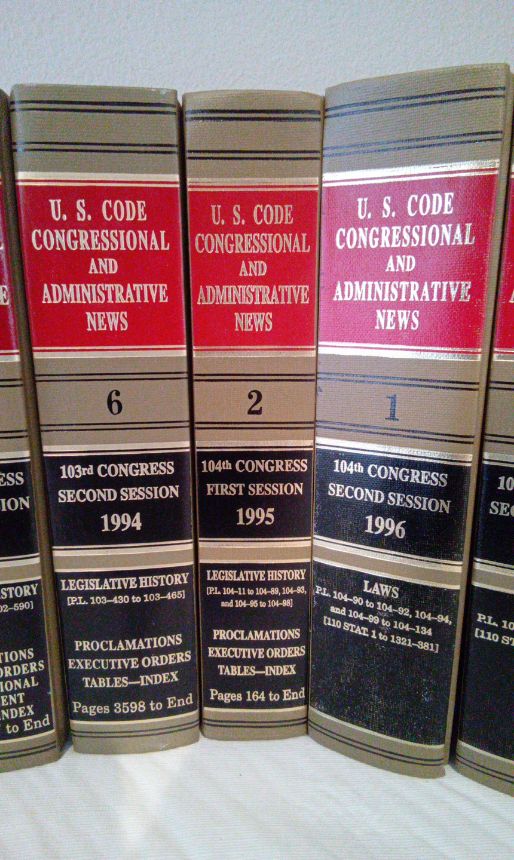 U. S. CODE
CONGRESSIONAL
AND
ADMINISTRATIVE
NEWS
6
103rd CONGRESS
SECOND SESSION
1994
LEGISLATIVE HISTORY
[P.L. 103-430 to 103-465]
PROCLAMATIONS
EXECUTIVE ORDERS
TABLES—INDEX
Pages 3598 to End
U. S. CODE
CONGRESSIONAL
AND
ADMINISTRATIVE
NEWS
2
104th CONGRESS
FIRST SESSION
1995
LEGISLATIVE HISTORY
[P.L. 104-11 to 104-89, 104-93,
and 104-95 to 104-98]
PROCLAMATIONS
EXECUTIVE ORDERS
TABLES—INDEX
Pages 164 to End
U. S. CODE
CONGRESSIONAL
AND
ADMINISTRATIVE
NEWS
1
104th CONGRESS
SECOND SESSION
1996
LAWS
P.L. 104-90 to 104-92, 104-94,
and 104-99 to 104-134
[110 STAT. 1 to 1321-381]
to End
P.L.
[110